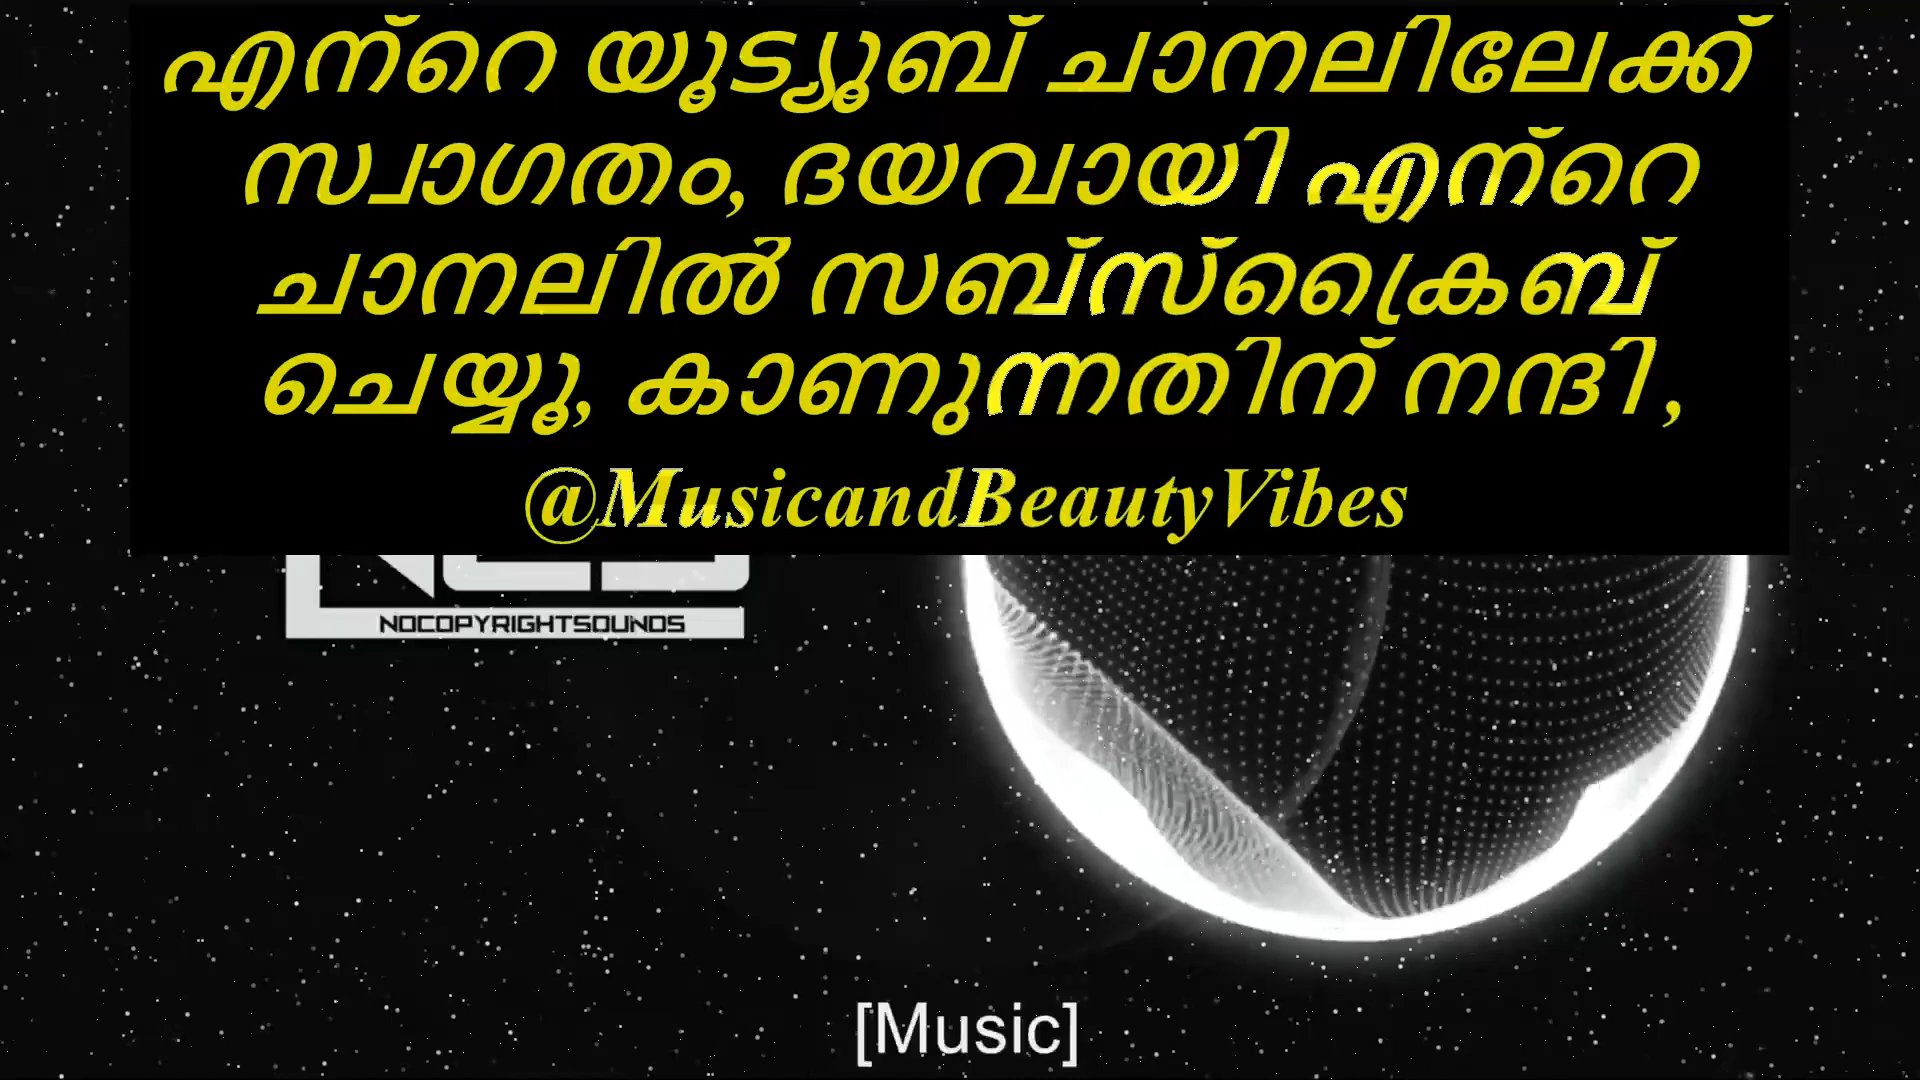 എന്റെ യൂട്യൂബ് ചാനലിലേക്ക്
സ്വാഗതം, ദയവായി എന്റെ
ചാനലിൽ സബ്സ്ക്രൈബ്
ചെയ്യൂ, കാണുന്നതിന് നന്ദി,
@MusicandBeautyVibes
NOCOPYRIGHTSOUNDS
[Music]